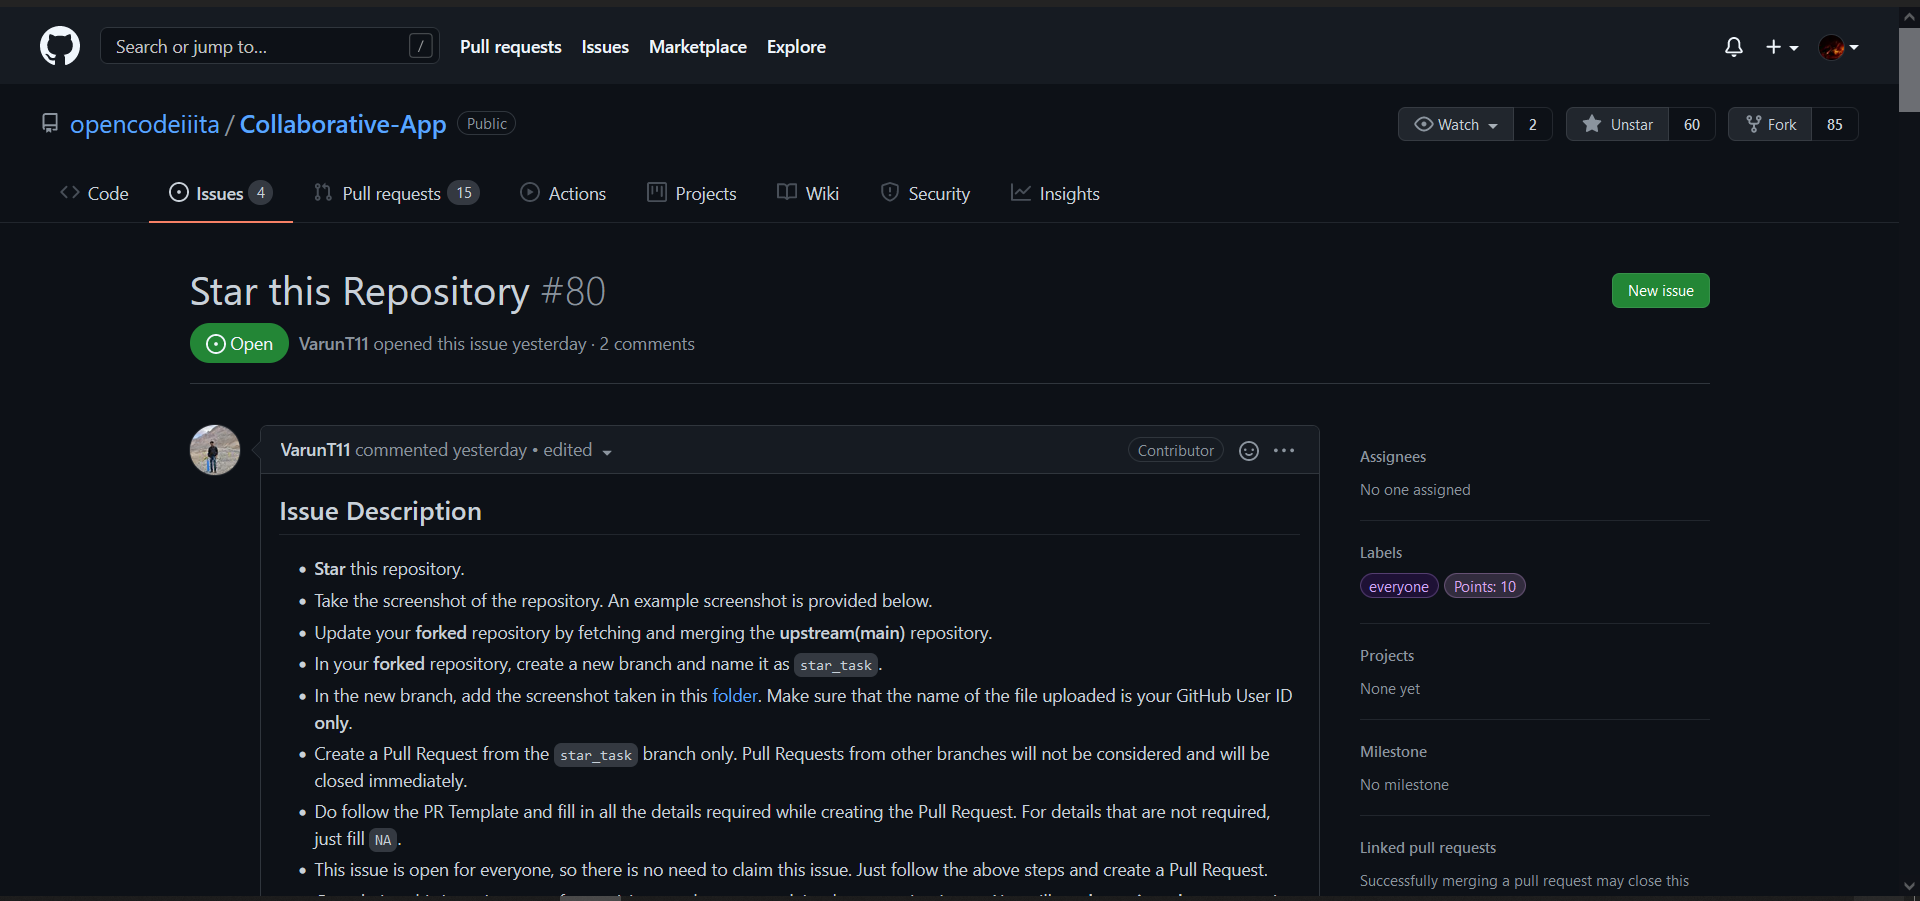 Search or jump to... /
Pull requests Issues Marketplace Explore
opencodeiiita / Collaborative-App Public
Watch 2 Unstar 60 Fork 85
Code Issues 4 Pull requests 15 Actions Projects Wiki Security Insights
Star this Repository #80
New issue
Open VarunT11 opened this issue yesterday · 2 comments
VarunT11 commented yesterday • edited
Contributor
Issue Description
• Star this repository.
• Take the screenshot of the repository. An example screenshot is provided below.
• Update your forked repository by fetching and merging the upstream(main) repository.
• In your forked repository, create a new branch and name it as star_task.
• In the new branch, add the screenshot taken in this folder. Make sure that the name of the file uploaded is your GitHub User ID
only.
• Create a Pull Request from the star_task branch only. Pull Requests from other branches will not be considered and will be
closed immediately.
• Do follow the PR Template and fill in all the details required while creating the Pull Request. For details that are not required,
just fill NA.
• This issue is open for everyone, so there is no need to claim this issue. Just follow the above steps and create a Pull Request.
Assignees
No one assigned
Labels
everyone Points: 10
Projects
None yet
Milestone
No milestone
Linked pull requests
Successfully merging a pull request may close this